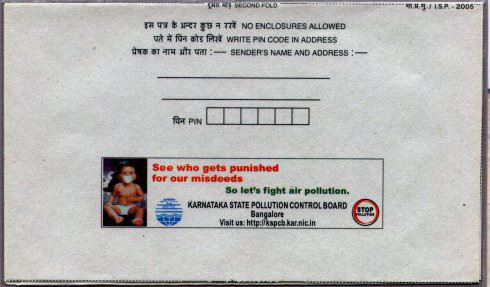 दूसरा मोड़ SECOND FOLD
भा.प्र.मु. / I.S.P. - 2005
इस पत्र के अन्दर कुछ न रखें NO ENCLOSURES ALLOWED
पते में पिन कोड लिखें WRITE PIN CODE IN ADDRESS
प्रेषक का नाम और पता :— SENDER'S NAME AND ADDRESS :—
पिन PIN
See who gets punished
for our misdeeds
So let's fight air pollution.
KARNATAKA STATE POLLUTION CONTROL BOARD
Bangalore
Visit us: http://kspcb.kar.nic.in
STOP
POLLUTION